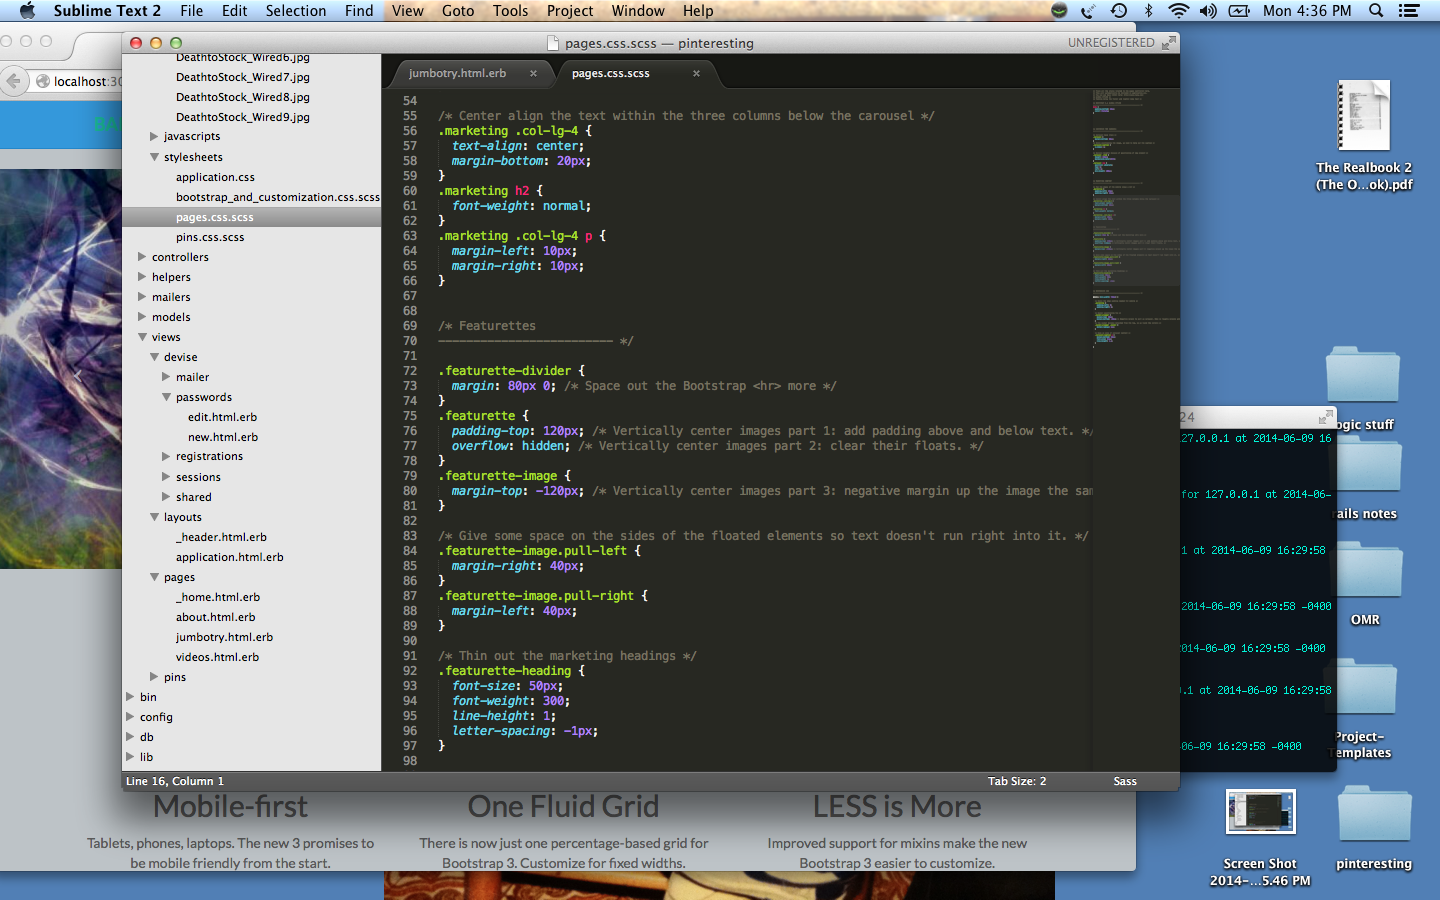 Sublime Text 2 File Edit Selection Find View Goto Tools Project Window Help Mon 4:36 PM
pages.css.scss — pinteresting UNREGISTERED
localhost:30
jumbotry.html.erb × pages.css.scss ×
DeathtoStock_Wired6.jpg
DeathtoStock_Wired7.jpg
DeathtoStock_Wired8.jpg
DeathtoStock_Wired9.jpg
javascripts
stylesheets
application.css
bootstrap_and_customization.css.scss
pages.css.scss
pins.css.scss
controllers
helpers
mailers
models
views
devise
mailer
passwords
edit.html.erb
new.html.erb
registrations
sessions
shared
layouts
_header.html.erb
application.html.erb
pages
_home.html.erb
about.html.erb
jumbotry.html.erb
videos.html.erb
pins
bin
config
db
lib
54
55 /* Center align the text within the three columns below the carousel */
56 .marketing .col-lg-4 {
57 text-align: center;
58 margin-bottom: 20px;
59 }
60 .marketing h2 {
61 font-weight: normal;
62 }
63 .marketing .col-lg-4 p {
64 margin-left: 10px;
65 margin-right: 10px;
66 }
67
68
69 /* Featurettes
70 ------------------------- */
71
72 .featurette-divider {
73 margin: 80px 0; /* Space out the Bootstrap <hr> more */
74 }
75 .featurette {
76 padding-top: 120px; /* Vertically center images part 1: add padding above and below text. */
77 overflow: hidden; /* Vertically center images part 2: clear their floats. */
78 }
79 .featurette-image {
80 margin-top: -120px; /* Vertically center images part 3: negative margin up the image the sam
81 }
82
83 /* Give some space on the sides of the floated elements so text doesn't run right into it. */
84 .featurette-image.pull-left {
85 margin-right: 40px;
86 }
87 .featurette-image.pull-right {
88 margin-left: 40px;
89 }
90
91 /* Thin out the marketing headings */
92 .featurette-heading {
93 font-size: 50px;
94 font-weight: 300;
95 line-height: 1;
96 letter-spacing: -1px;
97 }
98
Line 16, Column 1 Tab Size: 2 Sass
Mobile-first
Tablets, phones, laptops. The new 3 promises to
be mobile friendly from the start.
One Fluid Grid
There is now just one percentage-based grid for
Bootstrap 3. Customize for fixed widths.
LESS is More
Improved support for mixins make the new
Bootstrap 3 easier to customize.
24
127.0.0.1 at 2014-06-09 16
for 127.0.0.1 at 2014-06-
1 at 2014-06-09 16:29:58
2014-06-09 16:29:58 -0400
014-06-09 16:29:58 -0400
.1 at 2014-06-09 16:29:58
06-09 16:29:58 -0400
The Realbook 2
(The O...ok).pdf
ogic stuff
rails notes
OMR
Project-
Templates
Screen Shot
2014-...5.46 PM
pinteresting